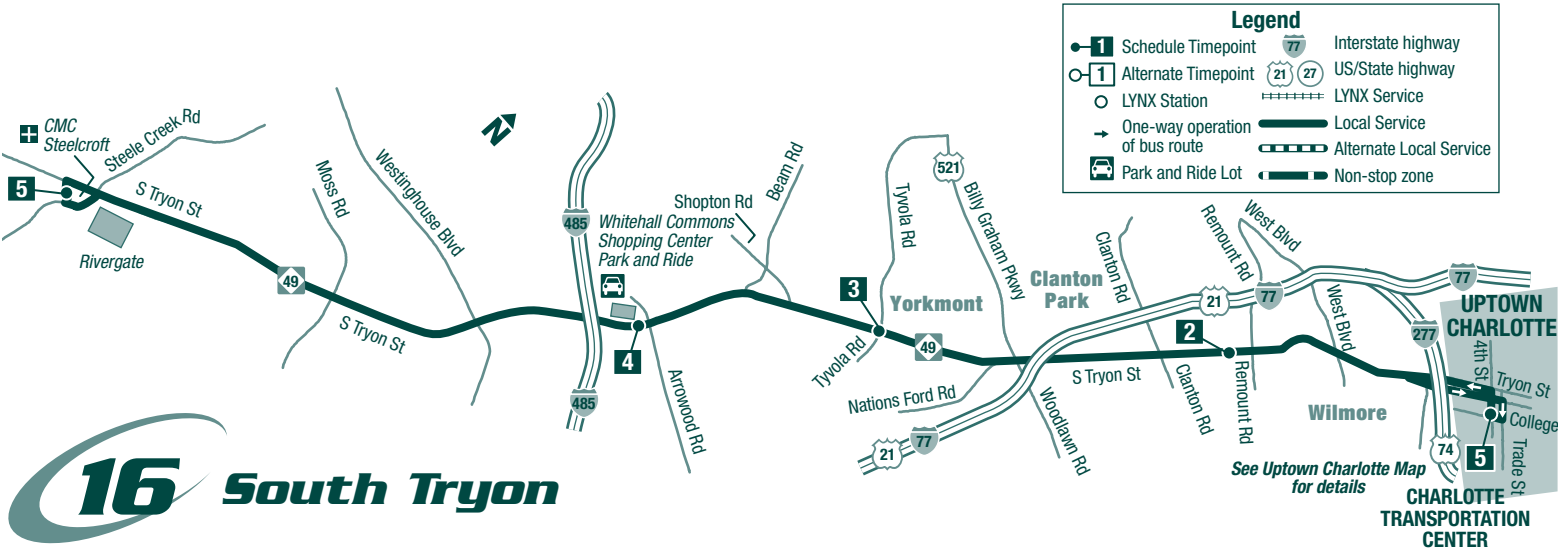 Legend
1 Schedule Timepoint
1 Alternate Timepoint
LYNX Station
One-way operation
of bus route
Park and Ride Lot
77 Interstate highway
21 27 US/State highway
LYNX Service
Local Service
Alternate Local Service
Non-stop zone
CMC
Steelcroft
Steele Creek Rd
5
S Tryon St
Rivergate
49
Moss Rd
S Tryon St
Westinghouse Blvd
N
485
485
Whitehall Commons
Shopping Center
Park and Ride
4
Arrowood Rd
Shopton Rd
Beam Rd
3
Tyvola Rd
Tyvola Rd
Yorkmont
49
521
Billy Graham Pkwy
Nations Ford Rd
21
77
Woodlawn Rd
Clanton
Park
Clanton Rd
Clanton Rd
S Tryon St
21
77
2
Remount Rd
Remount Rd
West Blvd
West Blvd
Wilmore
77
277
UPTOWN
CHARLOTTE
4th St
Tryon St
College
Trade St
74
5
See Uptown Charlotte Map
for details
CHARLOTTE
TRANSPORTATION
CENTER
16 South Tryon